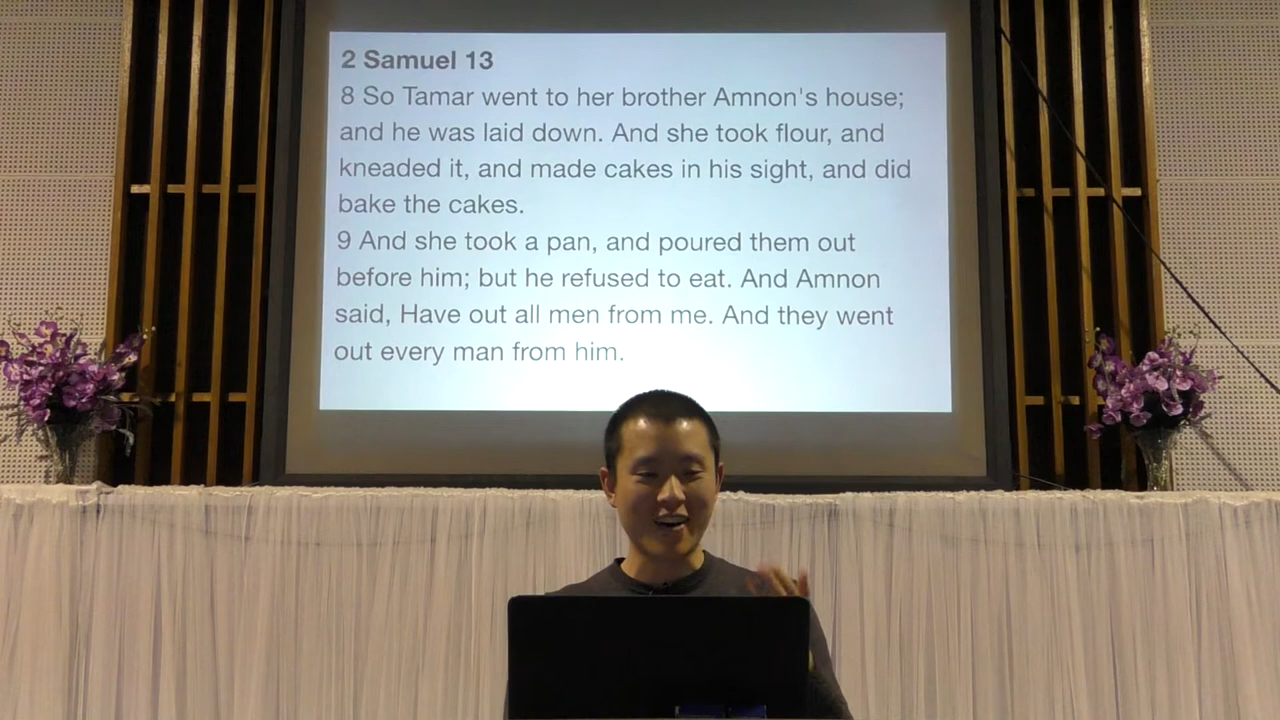 2 Samuel 13
8 So Tamar went to her brother Amnon's house;
and he was laid down. And she took flour, and
kneaded it, and made cakes in his sight, and did
bake the cakes.
9 And she took a pan, and poured them out
before him; but he refused to eat. And Amnon
said, Have out all men from me. And they went
out every man from him.